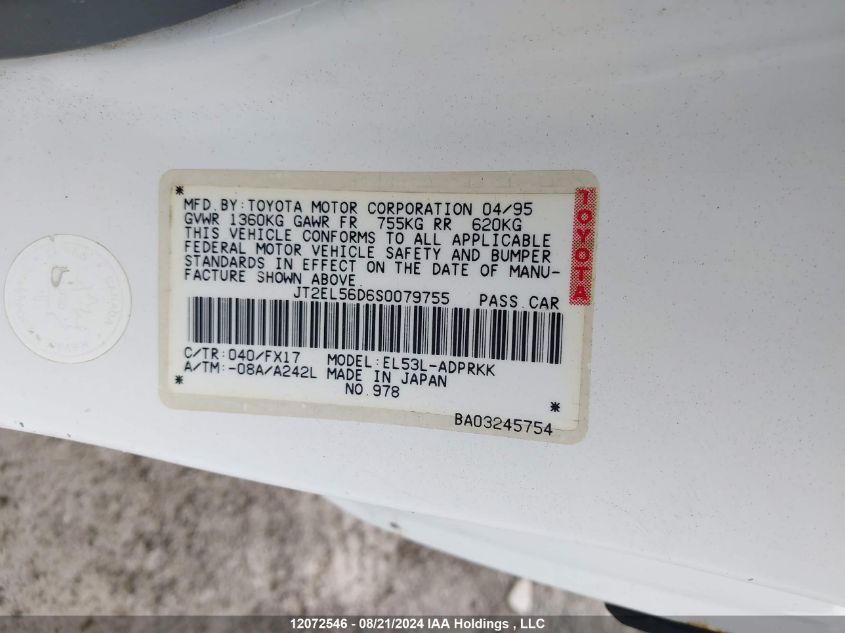 MFD.BY:TOYOTA MOTOR CORPORATION 04/95
GVWR 1360KG GAWR FR 755KG RR 620KG
THIS VEHICLE CONFORMS TO ALL APPLICABLE
FEDERAL MOTOR VEHICLE SAFETY AND BUMPER
STANDARDS IN EFFECT ON THE DATE OF MANU-
FACTURE SHOWN ABOVE.
JT2EL56D6S0079755 PASS.CAR
C/TR:040/FX17 MODEL:EL53L-ADPRKK
A/TM:-08A/A242L MADE IN JAPAN
NO.978
BA03245754
TOYOTA
12072546 - 08/21/2024 IAA Holdings , LLC